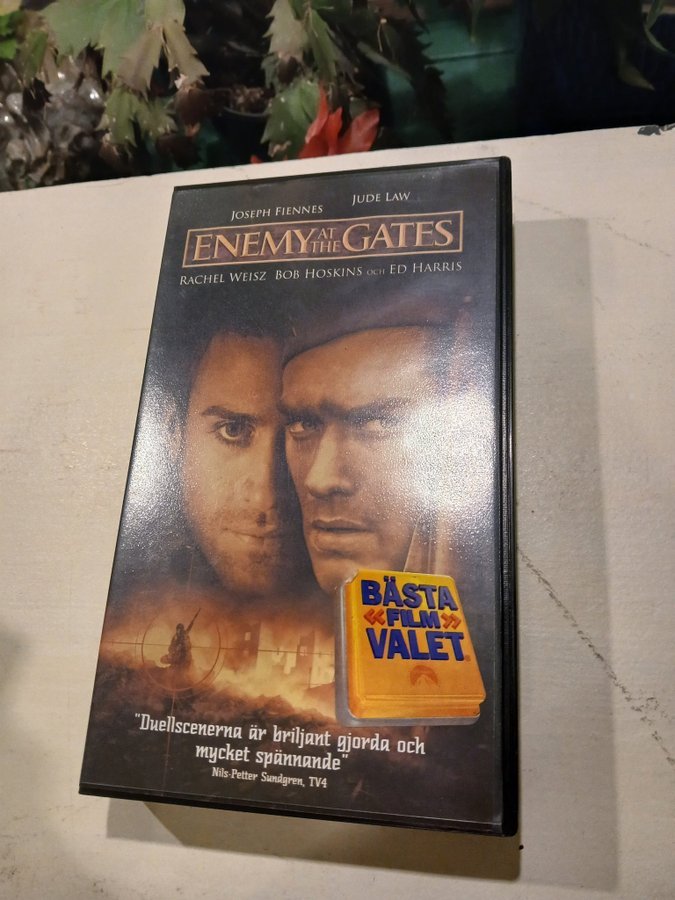 JOSEPH FIENNES JUDE LAW
ENEMY AT THE GATES
RACHEL WEISZ BOB HOSKINS OCH ED HARRIS
BÄSTA
«FILM»
VALET®
"Duellscenerna är briljant gjorda och
mycket spännande"
Nils-Petter Sundgren, TV4